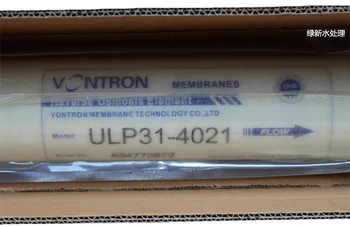 绿新水处理
VONTRON
MEMBRANES
Reverse Osmosis Element
VONTRON MEMBRANE TECHNOLOGY CO.,LTD
Model: ULP31-4021 FLOW